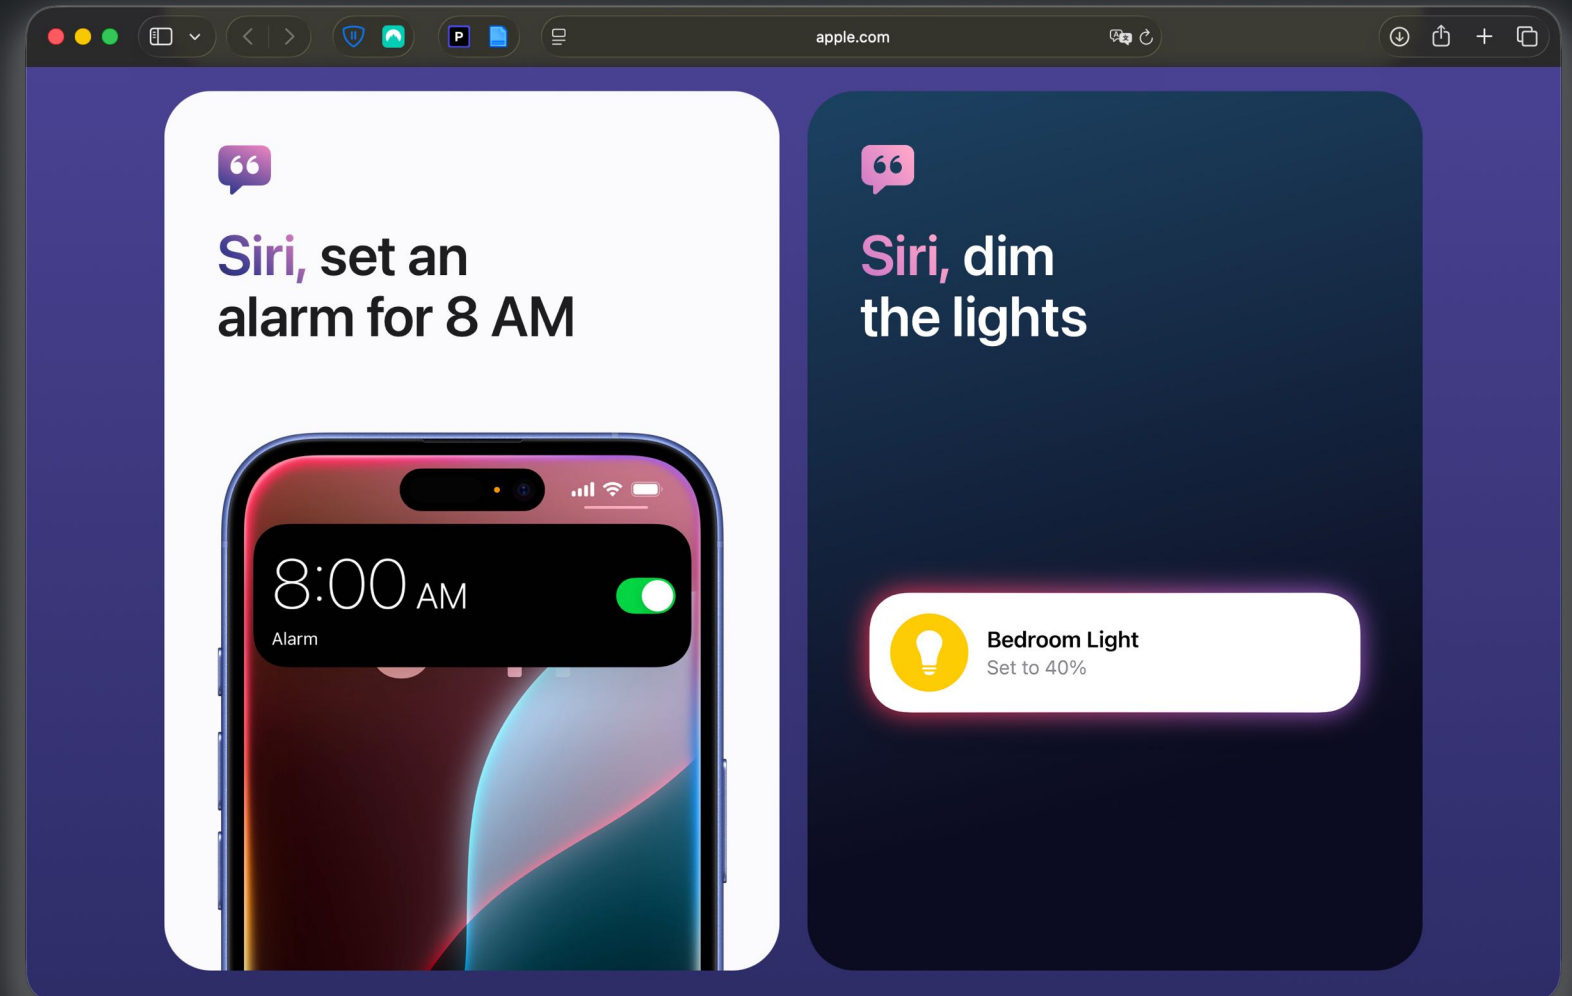 P
apple.com
Siri, set an
alarm for 8 AM
8:00 AM
Alarm
Siri, dim
the lights
Bedroom Light
Set to 40%